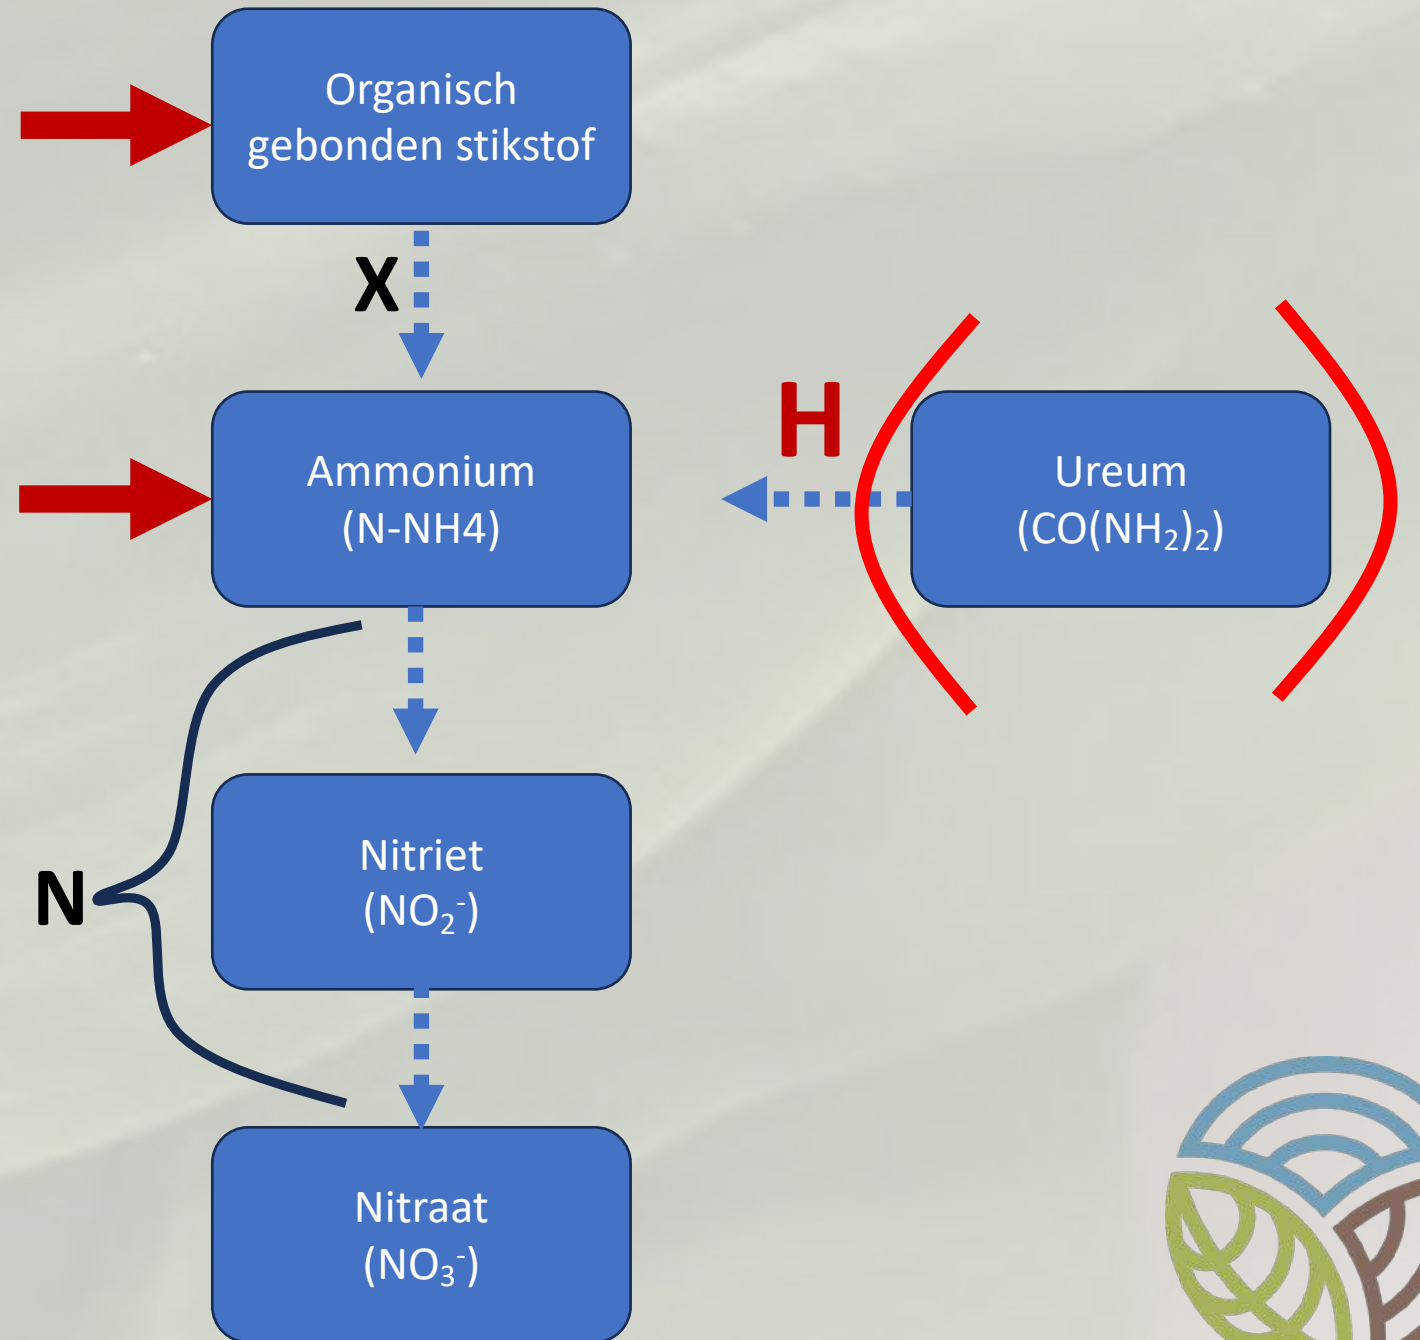 Organisch
gebonden stikstof
X
Ammonium
(N-NH4)
H
Ureum
(CO(NH₂)₂)
N
Nitriet
(NO₂⁻)
Nitraat
(NO₃⁻)